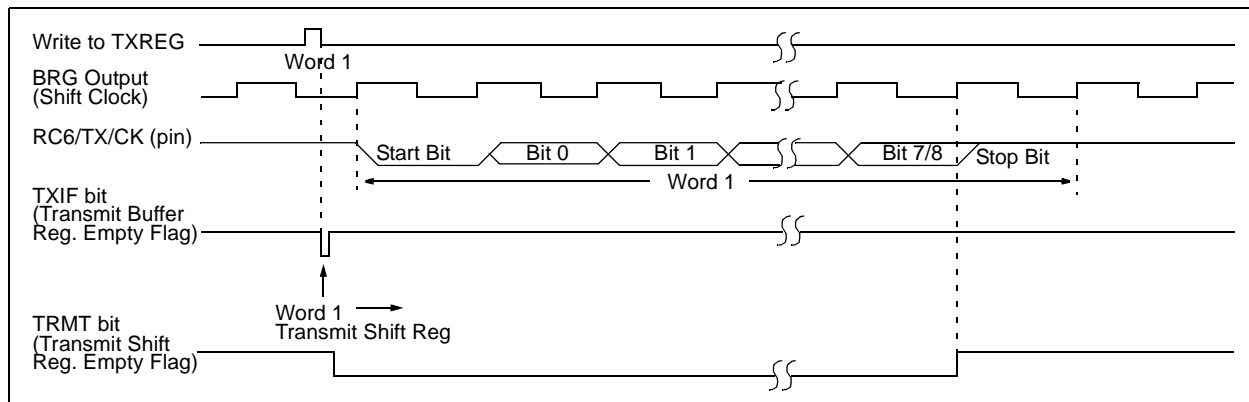 Write to TXREG
Word 1
BRG Output
(Shift Clock)
RC6/TX/CK (pin)
Start Bit
Bit 0
Bit 1
Bit 7/8
Stop Bit
Word 1
TXIF bit
(Transmit Buffer
Reg. Empty Flag)
Word 1
Transmit Shift Reg
TRMT bit
(Transmit Shift
Reg. Empty Flag)